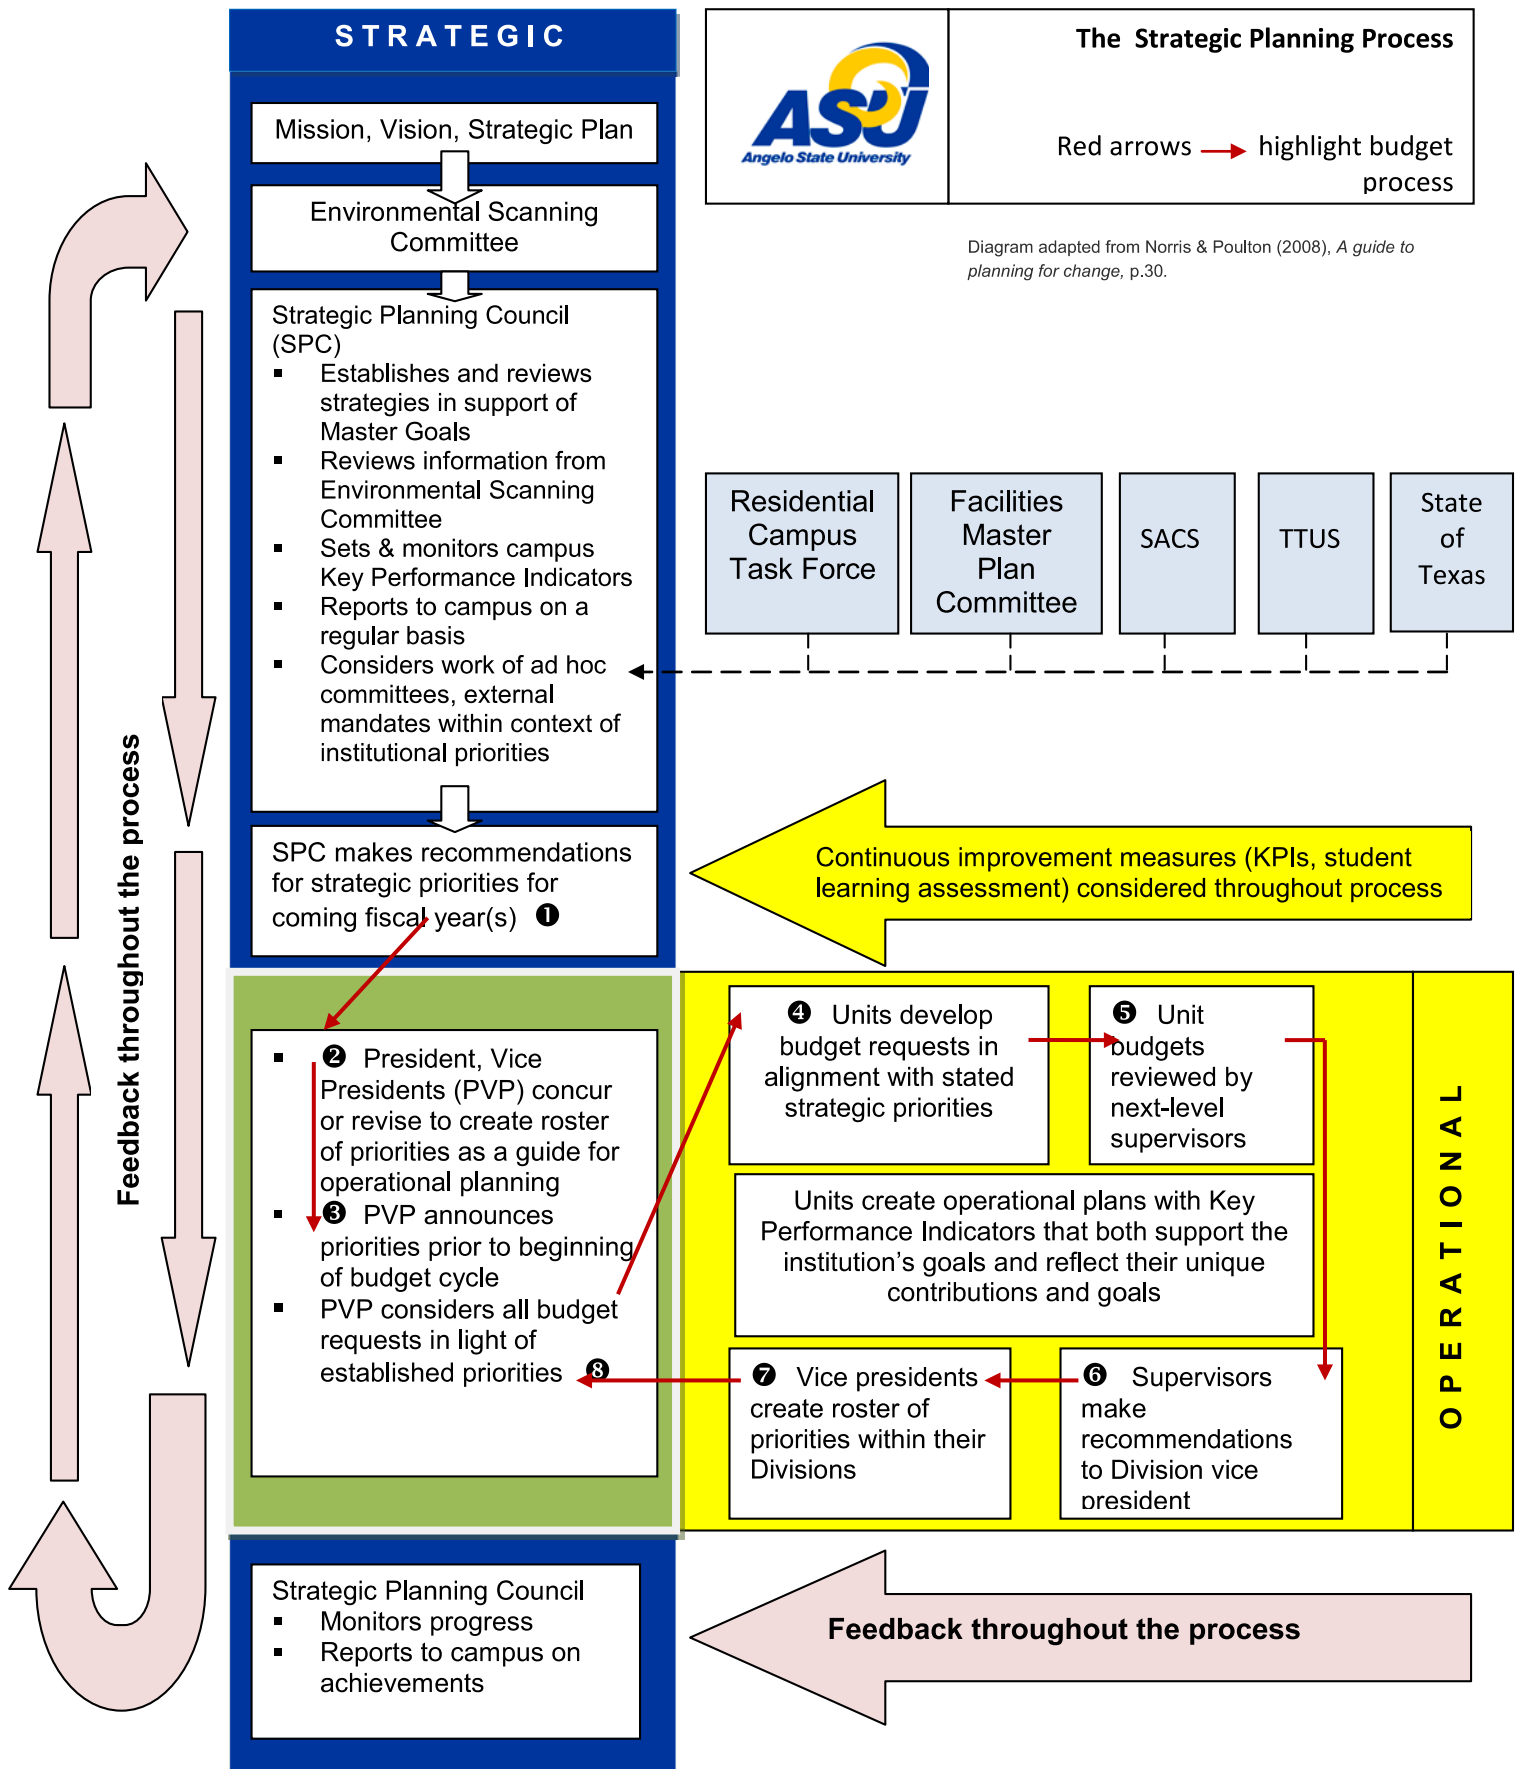 S T R A T E G I C
Mission, Vision, Strategic Plan
Environmental Scanning
Committee
Strategic Planning Council
(SPC)
▪ Establishes and reviews
strategies in support of
Master Goals
▪ Reviews information from
Environmental Scanning
Committee
▪ Sets & monitors campus
Key Performance Indicators
▪ Reports to campus on a
regular basis
▪ Considers work of ad hoc
committees, external
mandates within context of
institutional priorities
SPC makes recommendations
for strategic priorities for
coming fiscal year(s) ❶
ASU
Angelo State University
The Strategic Planning Process
Red arrows highlight budget
process
Diagram adapted from Norris & Poulton (2008), A guide to
planning for change, p.30.
Residential
Campus
Task Force
Facilities
Master
Plan
Committee
SACS
TTUS
State
of
Texas
Continuous improvement measures (KPIs, student
learning assessment) considered throughout process
Feedback throughout the process
▪ ❷ President, Vice
Presidents (PVP) concur
or revise to create roster
of priorities as a guide for
operational planning
▪ ❸ PVP announces
priorities prior to beginning
of budget cycle
▪ PVP considers all budget
requests in light of
established priorities ❽
❹ Units develop
budget requests in
alignment with stated
strategic priorities
❺ Unit
budgets
reviewed by
next-level
supervisors
Units create operational plans with Key
Performance Indicators that both support the
institution’s goals and reflect their unique
contributions and goals
❼ Vice presidents
create roster of
priorities within their
Divisions
❻ Supervisors
make
recommendations
to Division vice
president
O P E R A T I O N A L
Strategic Planning Council
▪ Monitors progress
▪ Reports to campus on
achievements
Feedback throughout the process